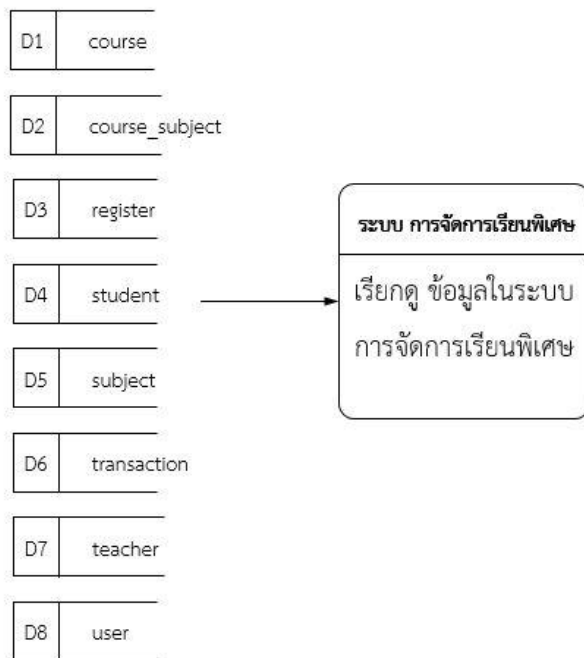 D1 course
D2 course_subject
D3 register
D4 student
D5 subject
D6 transaction
D7 teacher
D8 user
ระบบ การจัดการเรียนพิเศษ
เรียกดู ข้อมูลในระบบ
การจัดการเรียนพิเศษ